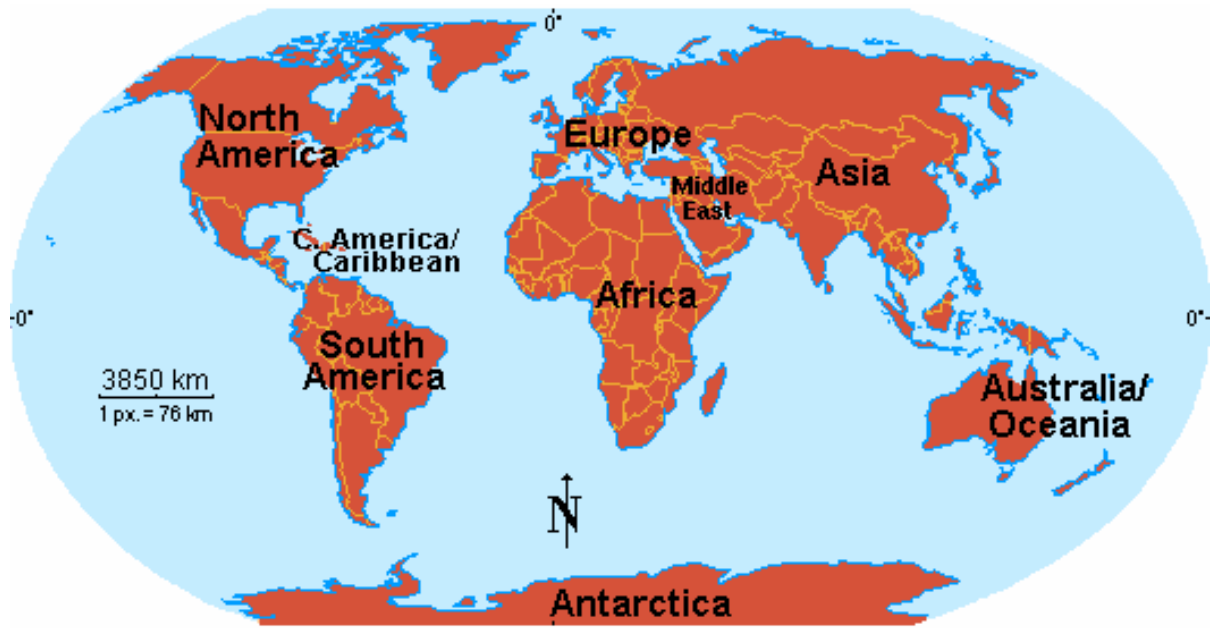 0°
North
America
Europe
Asia
Middle
East
C. America/
Caribbean
Africa
0°
0°
South
America
3850 km
1 px. = 76 km
Australia/
Oceania
N
Antarctica